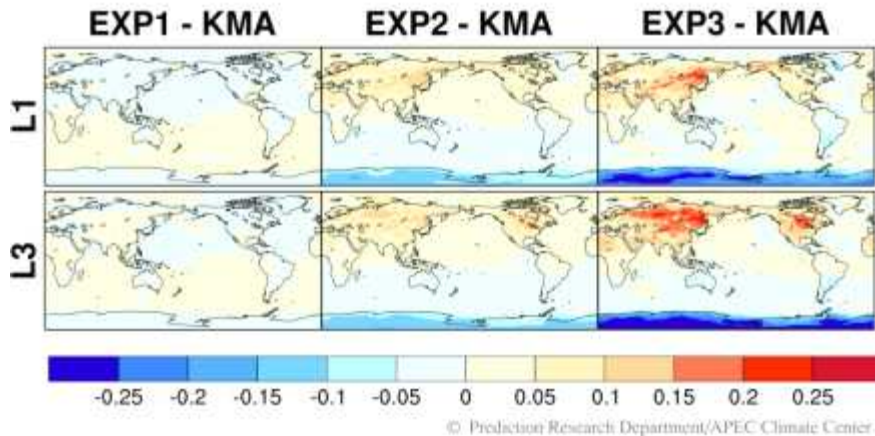 EXP1 - KMA EXP2 - KMA EXP3 - KMA
L1
L3
-0.25 -0.2 -0.15 -0.1 -0.05 0 0.05 0.1 0.15 0.2 0.25
© Prediction Research Department/APEC Climate Center